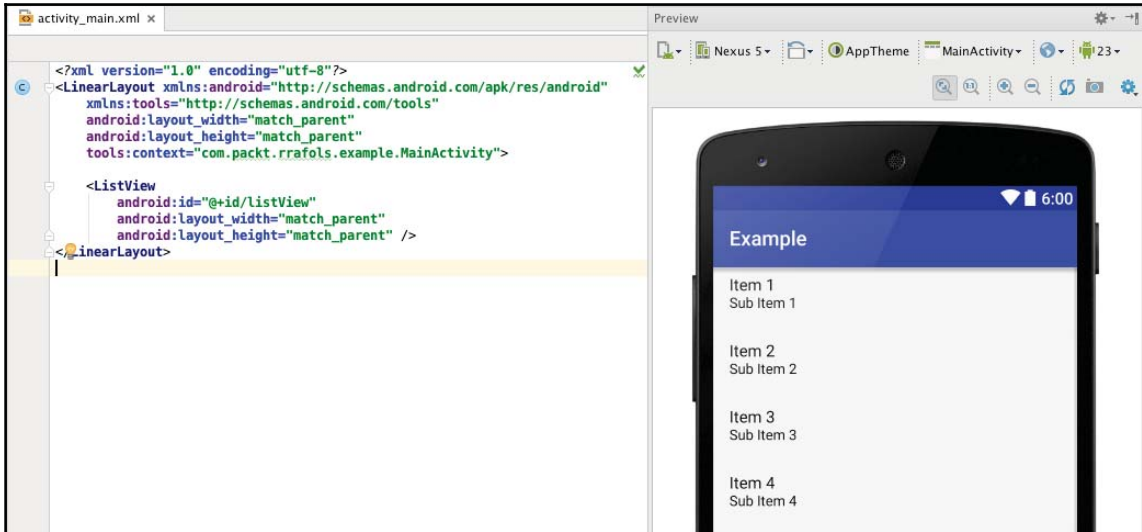 activity_main.xml ×
<?xml version="1.0" encoding="utf-8"?>
<LinearLayout xmlns:android="http://schemas.android.com/apk/res/android"
    xmlns:tools="http://schemas.android.com/tools"
    android:layout_width="match_parent"
    android:layout_height="match_parent"
    tools:context="com.packt.rrafols.example.MainActivity">

    <ListView
        android:id="@+id/listView"
        android:layout_width="match_parent"
        android:layout_height="match_parent" />
</LinearLayout>
C
Preview
Nexus 5 AppTheme MainActivity 23
1:1
6:00
Example
Item 1
Sub Item 1
Item 2
Sub Item 2
Item 3
Sub Item 3
Item 4
Sub Item 4